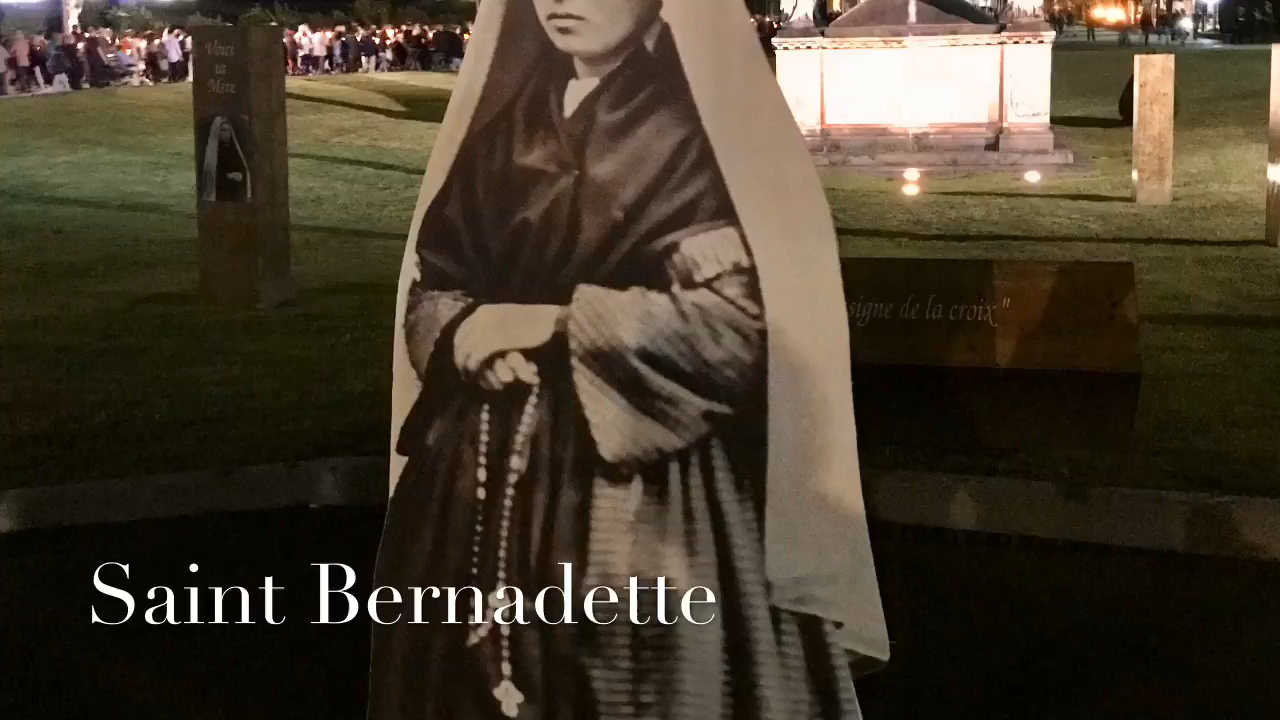 Voici
ta
Mère
signe de la croix"
Saint Bernadette